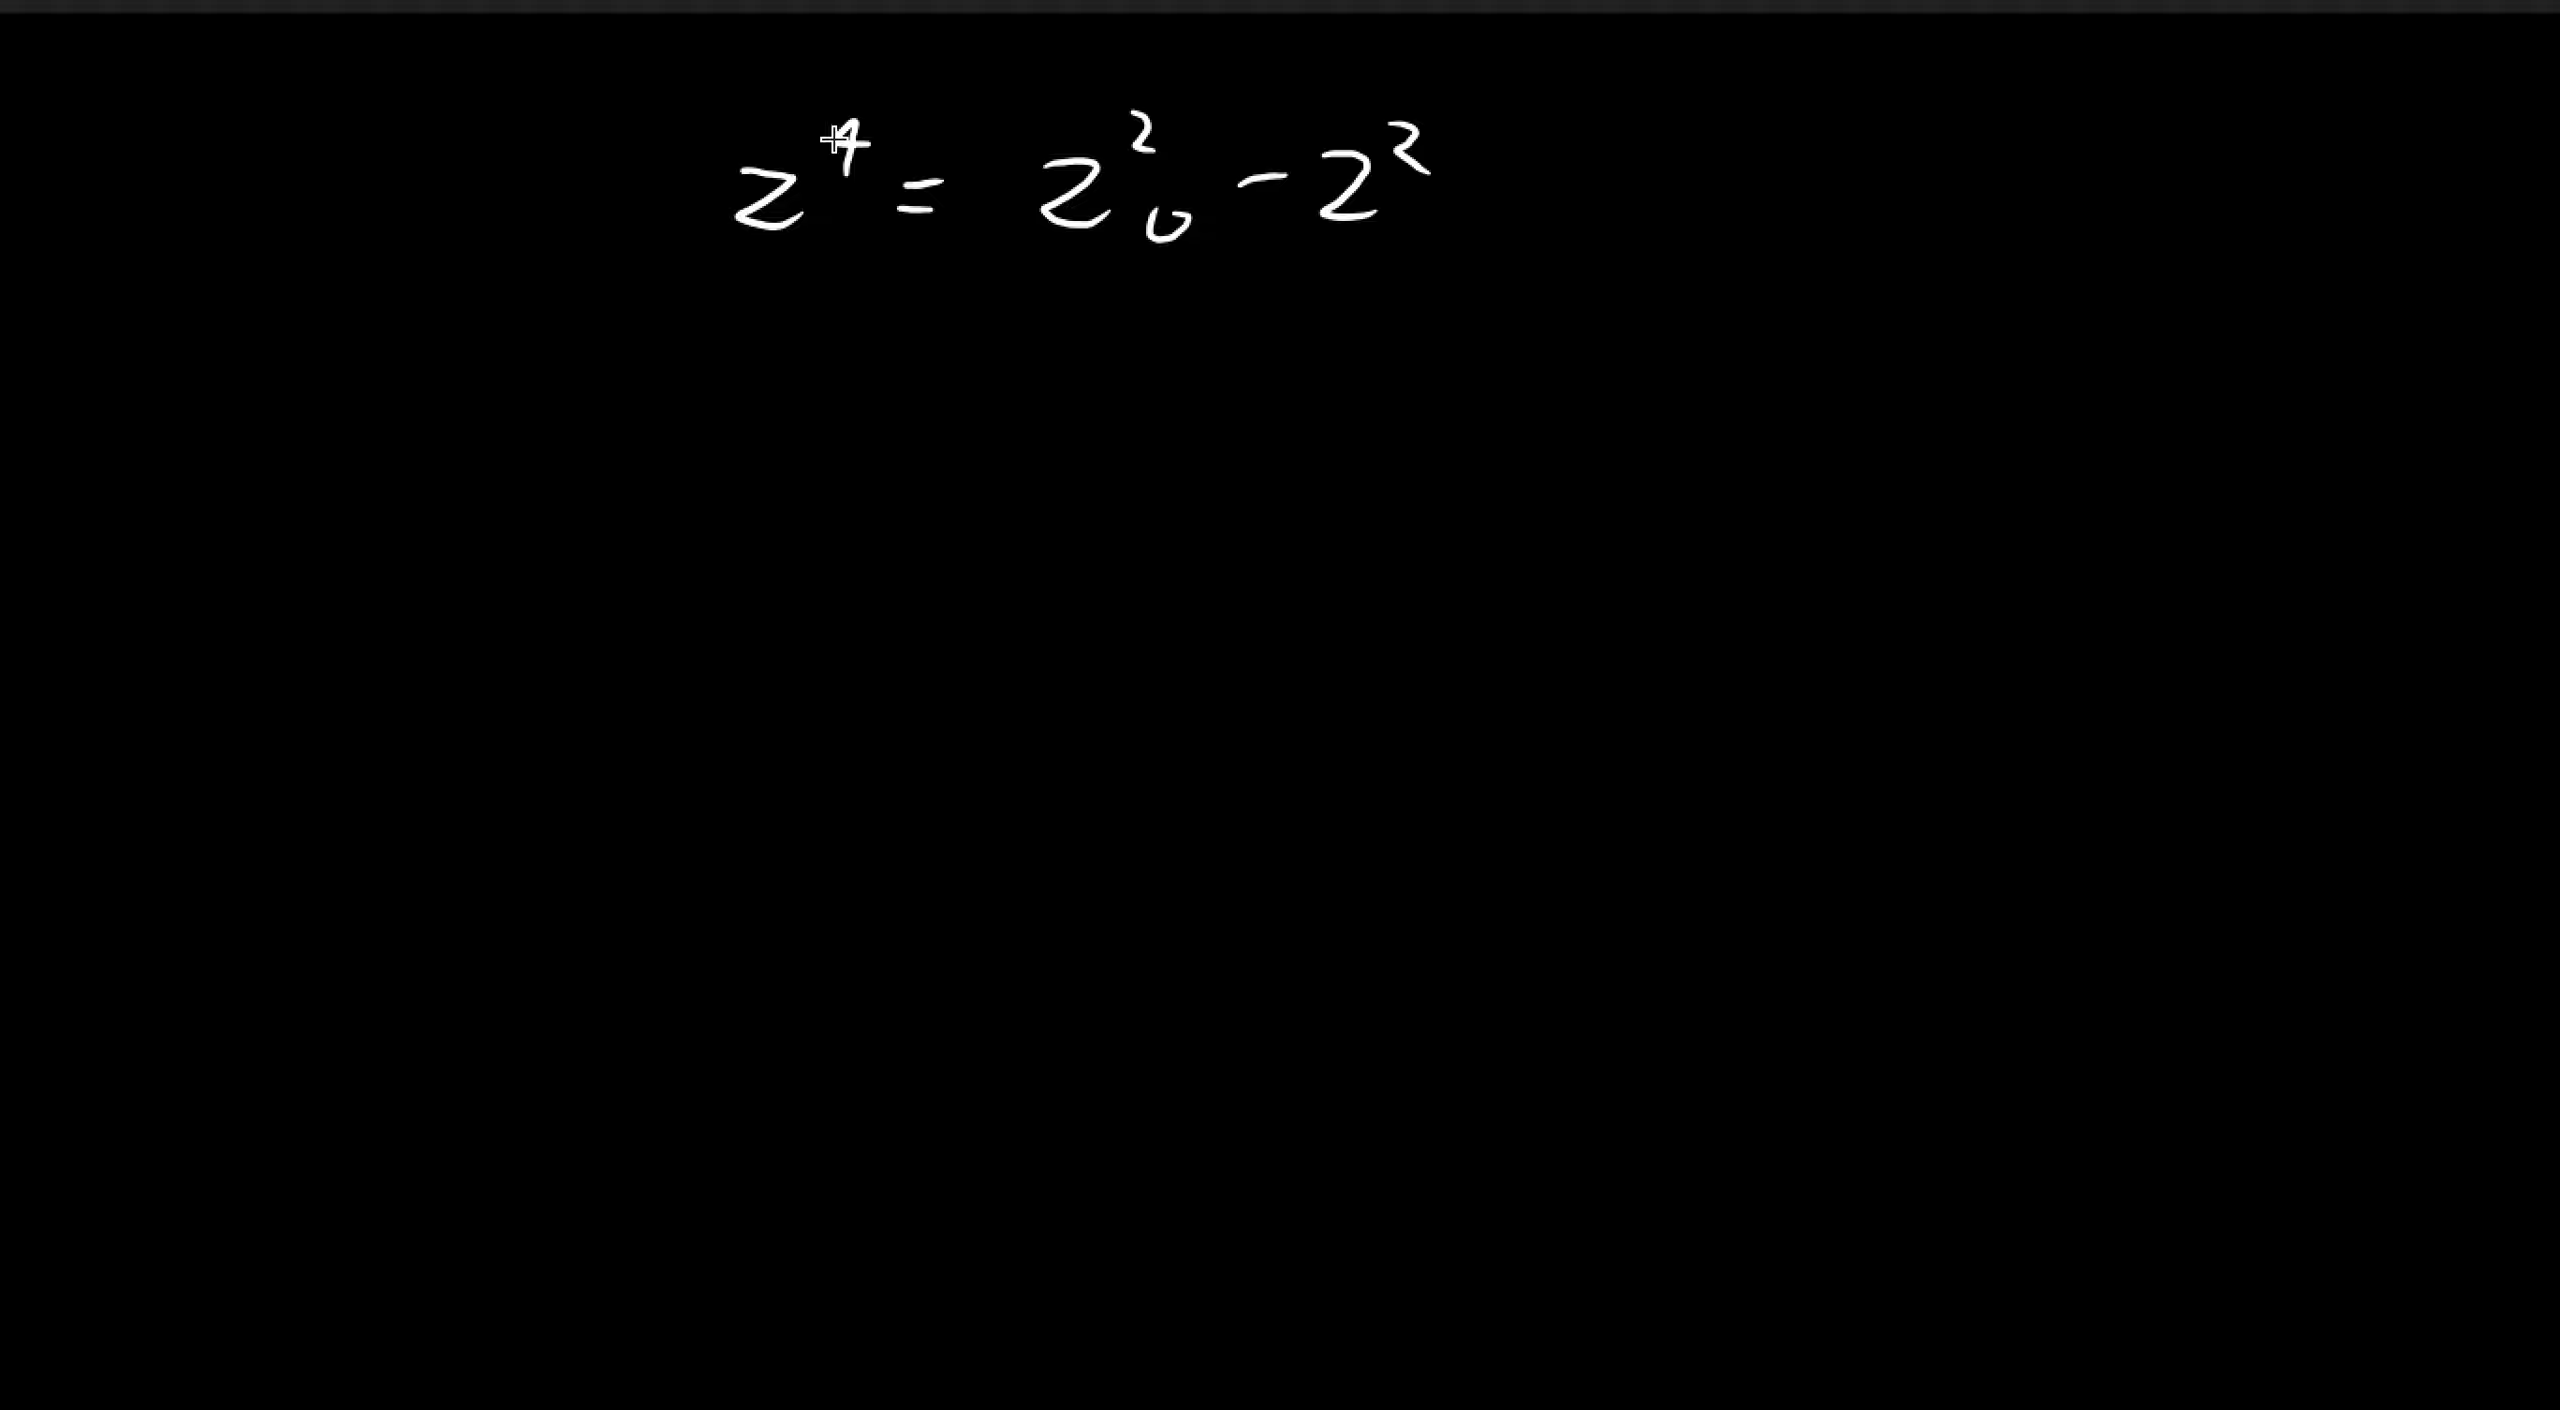 z⁴ = z₀² - z²